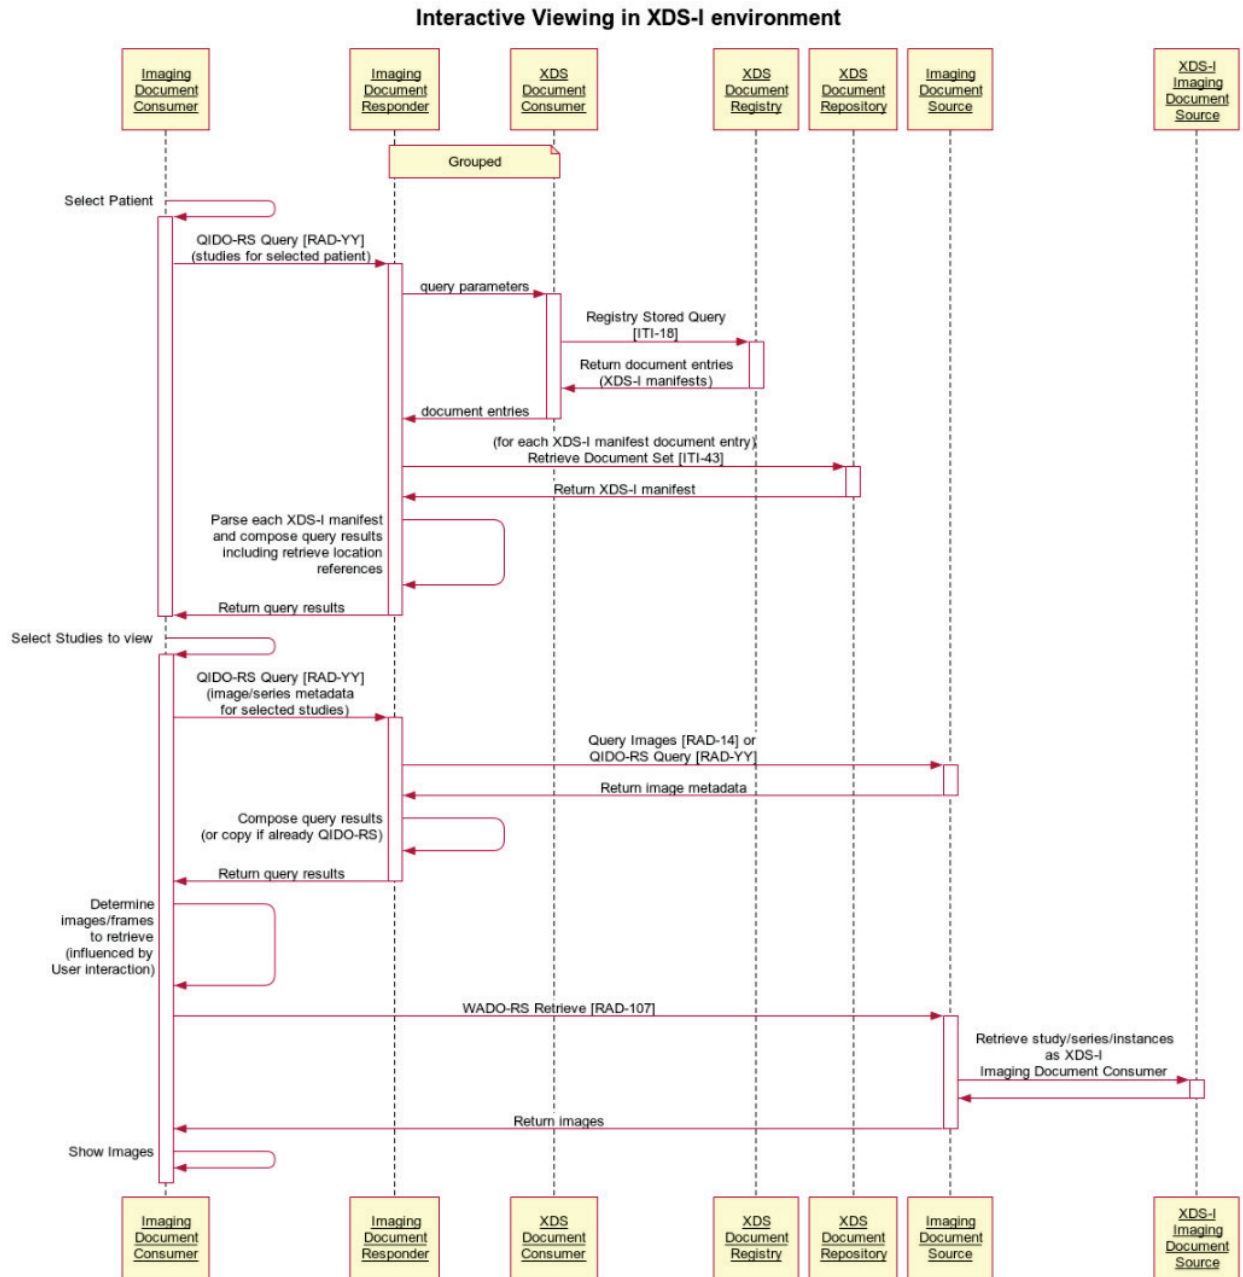 Interactive Viewing in XDS-I environment
Imaging
Document
Consumer
Imaging
Document
Responder
XDS
Document
Consumer
XDS
Document
Registry
XDS
Document
Repository
Imaging
Document
Source
XDS-I
Imaging
Document
Source
Grouped
Select Patient
QIDO-RS Query [RAD-YY]
(studies for selected patient)
query parameters
Registry Stored Query
[ITI-18]
Return document entries
(XDS-I manifests)
document entries
(for each XDS-I manifest document entry)
Retrieve Document Set [ITI-43]
Return XDS-I manifest
Parse each XDS-I manifest
and compose query results
including retrieve location
references
Return query results
Select Studies to view
QIDO-RS Query [RAD-YY]
(image/series metadata
for selected studies)
Query Images [RAD-14] or
QIDO-RS Query [RAD-YY]
Return image metadata
Compose query results
(or copy if already QIDO-RS)
Return query results
Determine
images/frames
to retrieve
(influenced by
User interaction)
WADO-RS Retrieve [RAD-107]
Retrieve study/series/instances
as XDS-I
Imaging Document Consumer
Return images
Show Images
Imaging
Document
Consumer
Imaging
Document
Responder
XDS
Document
Consumer
XDS
Document
Registry
XDS
Document
Repository
Imaging
Document
Source
XDS-I
Imaging
Document
Source